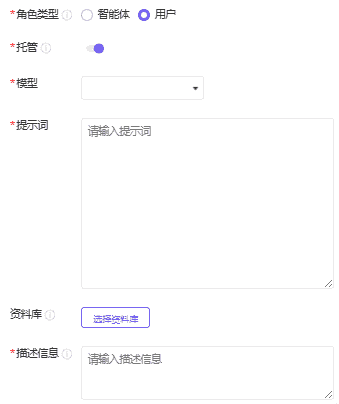 *角色类型 智能体 用户
*托管
*模型
*提示词
请输入提示词
资料库 选择资料库
*描述信息
请输入描述信息